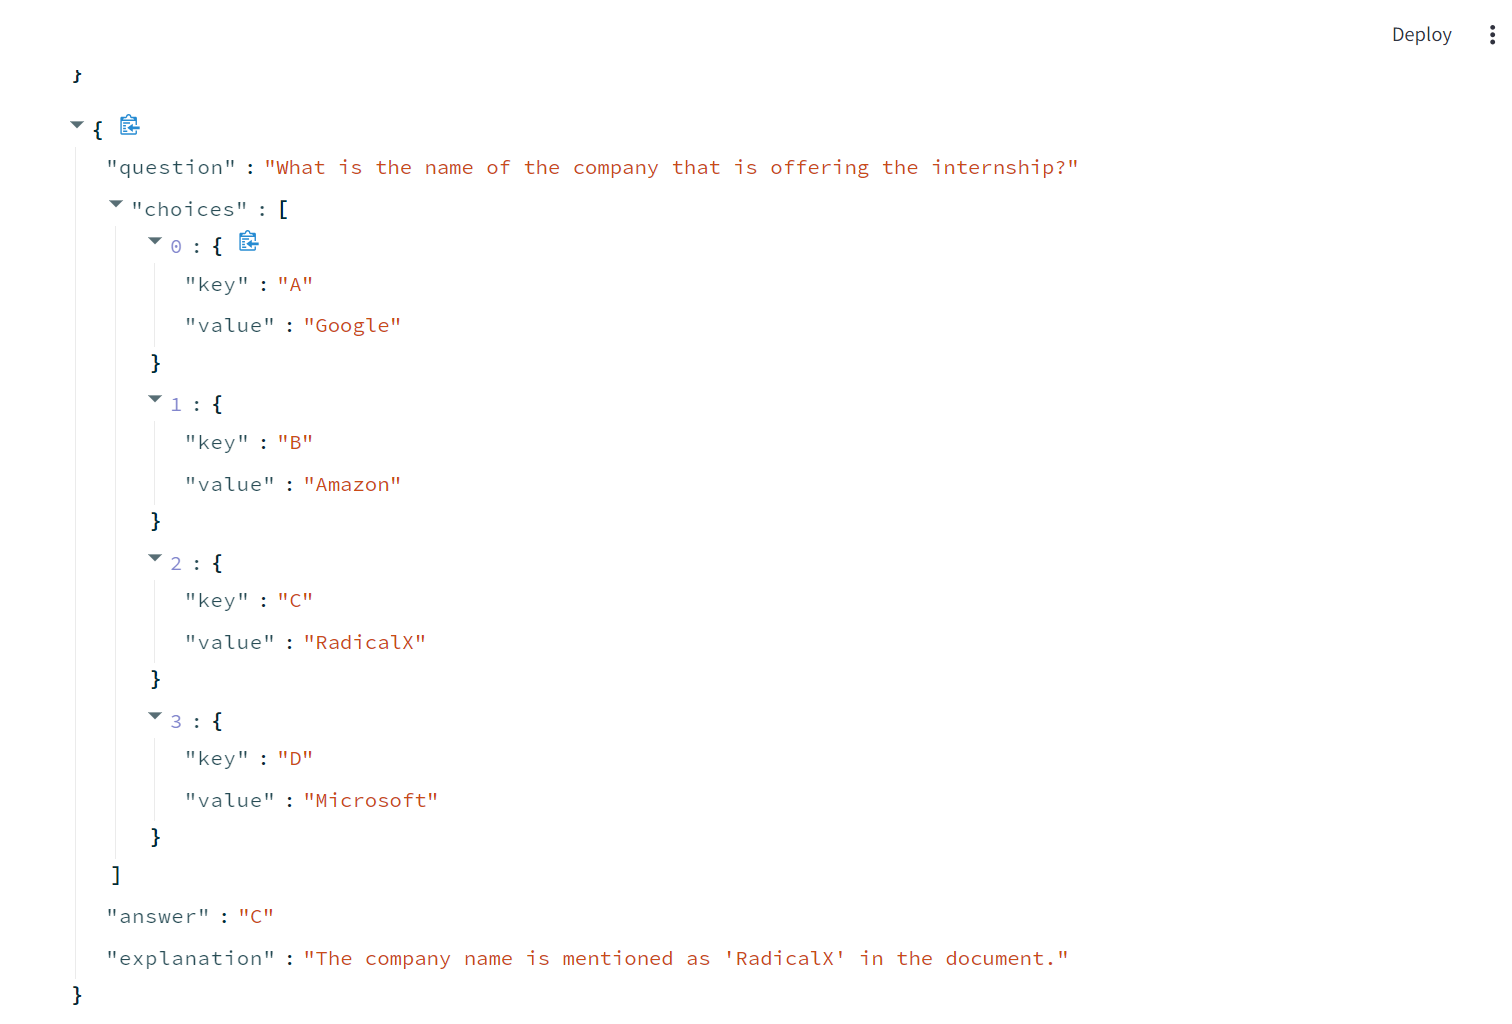 Deploy
}
{
"question" : "What is the name of the company that is offering the internship?"
"choices" : [
0 : {
"key" : "A"
"value" : "Google"
}
1 : {
"key" : "B"
"value" : "Amazon"
}
2 : {
"key" : "C"
"value" : "RadicalX"
}
3 : {
"key" : "D"
"value" : "Microsoft"
}
]
"answer" : "C"
"explanation" : "The company name is mentioned as 'RadicalX' in the document."
}